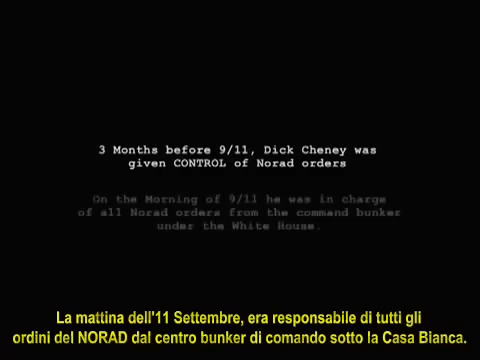 3 Months before 9/11, Dick Cheney was
given CONTROL of Norad orders
On the Morning of 9/11 he was in charge
of all Norad orders from the command bunker
under the White House.
La mattina dell'11 Settembre, era responsabile di tutti gli
ordini del NORAD dal centro bunker di comando sotto la Casa Bianca.